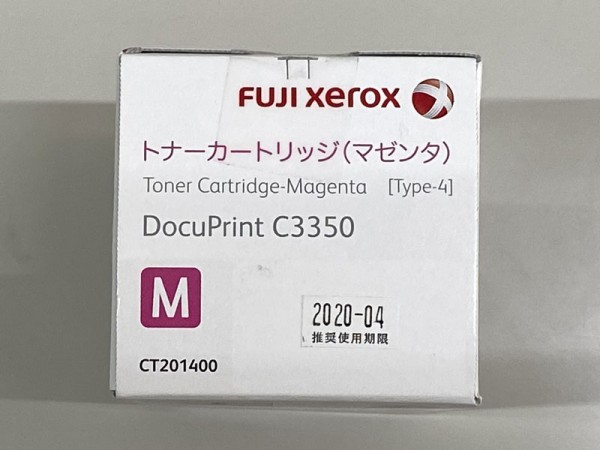 FUJI xerox
トナーカートリッジ(マゼンタ)
Toner Cartridge-Magenta [Type-4]
DocuPrint C3350
M
2020-04
推奨使用期限
CT201400